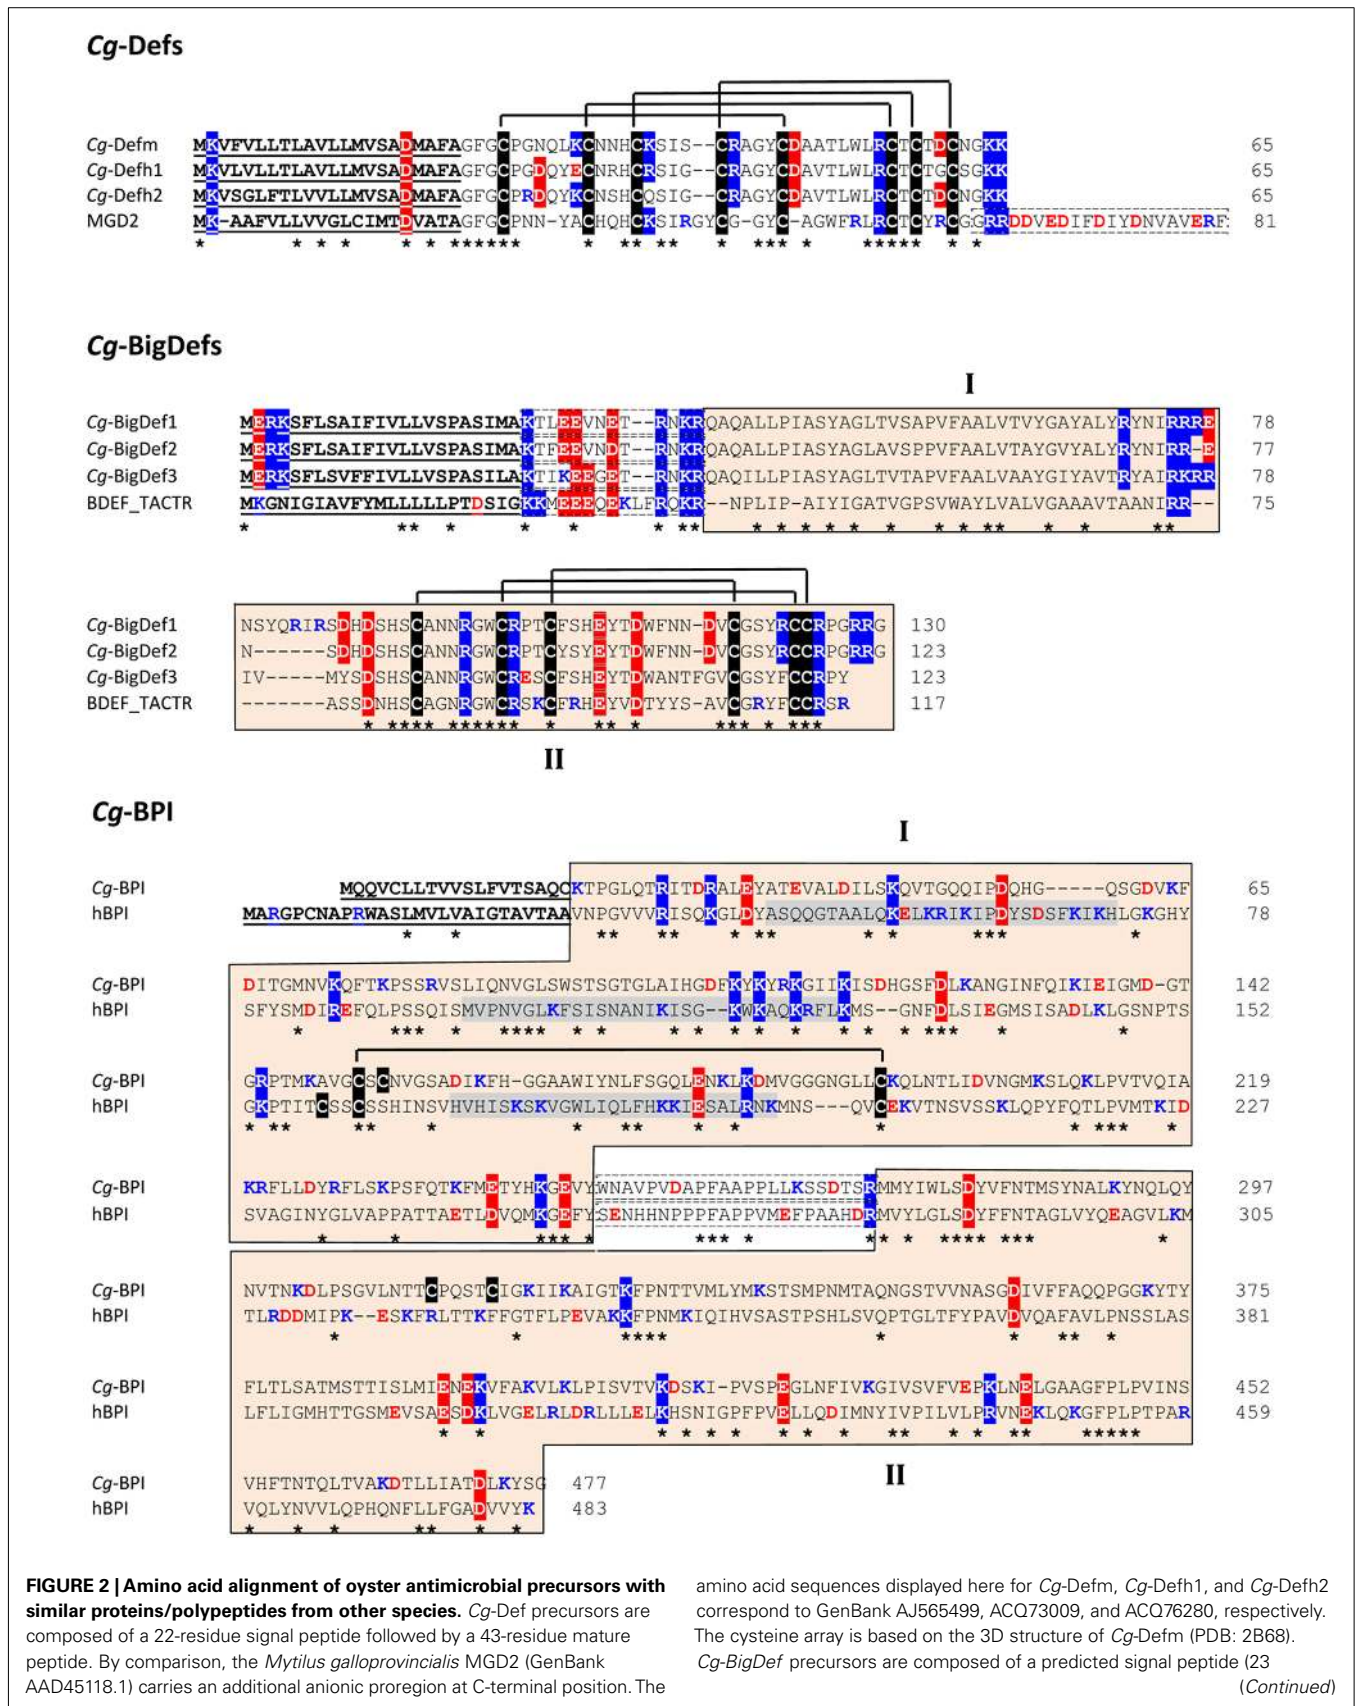 Cg-Defs
Cg-Defm MKVFVLLTLAVLLMVSADMAFAGFGCPGNQLKCNNHCKSIS--CRAGYCDAATLWLRCTCTDCNGKK 65
Cg-Defh1 MKVLVLLTLAVLLMVSADMAFAGFGCPGDQYECNRHCRSIG--CRAGYCDAVTLWLRCTCTGCSGKK 65
Cg-Defh2 MKVSGLFTLVVLLMVSADMAFAGFGCPRDQYKCNSHCQSIG--CRAGYCDAVTLWLRCTCTDCNGKK 65
MGD2 MK-AAFVLLVVGLCIMTDVATAGFGCPNN-YACHQHCKSIRGYCG-GYC-AGWFRLRCTCYRCGGRRDDVEDIFDIYDNVAVERF 81
Cg-BigDefs
I
Cg-BigDef1 MERKSFLSAIFIVLLVSPASIMAKTLEEVNET--RNKRQAQALLPIASYAGLTVSAPVFAALVTVYGAYALYRYNIRRRE 78
Cg-BigDef2 MERKSFLSAIFIVLLVSPASIMAKTFEEVNDT--RNKRQAQALLPIASYAGLAVSPPVFAALVTAYGVYALYRYNIRR-E 77
Cg-BigDef3 MERKSFLSVFFIVLLVSPASILAKTIKEEGET--RNKRQAQILLPIASYAGLTVTAPVFAALVAAYGIYAVTRYAIRKRR 78
BDEF_TACTR MKGNIGIAVFYMLLLLLPTDSIGKKMEEEQEKLFRQKR--NPLIP-AIYIGATVGPSVWAYLVALVGAAAVTAANIRR-- 75
Cg-BigDef1 NSYQRIRSDHDSHSCANNRGWCRPTCFSHEYTDWFNN-DVCGSYRCCRPGRRG 130
Cg-BigDef2 N------SDHDSHSCANNRGWCRPTCYSYEYTDWFNN-DVCGSYRCCRPGRRG 123
Cg-BigDef3 IV-----MYSDSHSCANNRGWCRESCFSHEYTDWANTFGVCGSYFCCRPY 123
BDEF_TACTR -------ASSDNHSCAGNRGWCRSKCFRHEYVDTYYS-AVCGRYFCCRSR 117
II
Cg-BPI
I
Cg-BPI MQQVCLLTVVSLFVTSAQCKTPGLQTRITDRALEYATEVALDILSKQVTGQQIPDQHG-----QSGDVKF 65
hBPI MARGPCNAPRWASLMVLVAIGTAVTAAVNPGVVVRISQKGLDYASQQGTAALQKELKRIKIPDYSDSFKIKHLGKGHY 78
Cg-BPI DITGMNVKQFTKPSSRVSLIQNVGLSWSTSGTGLAIHGDFKYKYRKGIIKISDHGSFDLKANGINFQIKIEIGMD-GT 142
hBPI SFYSMDIREFQLPSSQISMVPNVGLKFSISNANIKISG--KWKAQKRFLKMS--GNFDLSIEGMSISADLKLGSNPTS 152
Cg-BPI GRPTMKAVGCSCNVGSADIKFH-GGAAWIYNLFSGQLENKLKDMVGGGNGLLCKQLNTLIDVNGMKSLQKLPVTVQIA 219
hBPI GKPTITCSSCSSHINSVHVHISKSKVGWLIQLFHKKIESALRNKMNS---QVCEKVTNSVSSKLQPYFQTLPVMTKID 227
Cg-BPI KRFLLDYRFLSKPSFQTKFMETYHKGEVYWNAVPVDAPFAAPPLLKSSDTSRMMYIWLSDYVFNTMSYNALKYNQLQY 297
hBPI SVAGINYGLVAPPATTAETLDVQMKGEFYSENHHNPPPFAPPVMEFPAAHDRMVYLGLSDYFFNTAGLVYQEAGVLKM 305
Cg-BPI NVTNKDLPSGVLNTTCPQSTCIGKIIKAIGTKFPNTTVMLYMKSTSMPNMTAQNGSTVVNASGDIVFFAQQPGGKYTY 375
hBPI TLRDDMIPK--ESKFRLTTKFFGTFLPEVAKKFPNMKIQIHVSASTPSHLSVQPTGLTFYPAVDVQAFAVLPNSSLAS 381
Cg-BPI FLTLSATMSTTISLMIENEKVFAKVLKLPISVTVKDSKI-PVSPEGLNFIVKGIVSVFVEPKLNELGAAGFPLPVINS 452
hBPI LFLIGMHTTGSMEVSAESDKLVGELRLDRLLLELKHSNIGPFPVELLQDIMNYIVPILVLPRVNEKLQKGFPLPTPAR 459
II
Cg-BPI VHFTNTQLTVAKDTLLIATDLKYSG 477
hBPI VQLYNVVLQPHQNFLLFGADVVYK 483
FIGURE 2 | Amino acid alignment of oyster antimicrobial precursors with
similar proteins/polypeptides from other species. Cg-Def precursors are
composed of a 22-residue signal peptide followed by a 43-residue mature
peptide. By comparison, the Mytilus galloprovincialis MGD2 (GenBank
AAD45118.1) carries an additional anionic proregion at C-terminal position. The
amino acid sequences displayed here for Cg-Defm, Cg-Defh1, and Cg-Defh2
correspond to GenBank AJ565499, ACQ73009, and ACQ76280, respectively.
The cysteine array is based on the 3D structure of Cg-Defm (PDB: 2B68).
Cg-BigDef precursors are composed of a predicted signal peptide (23
(Continued)